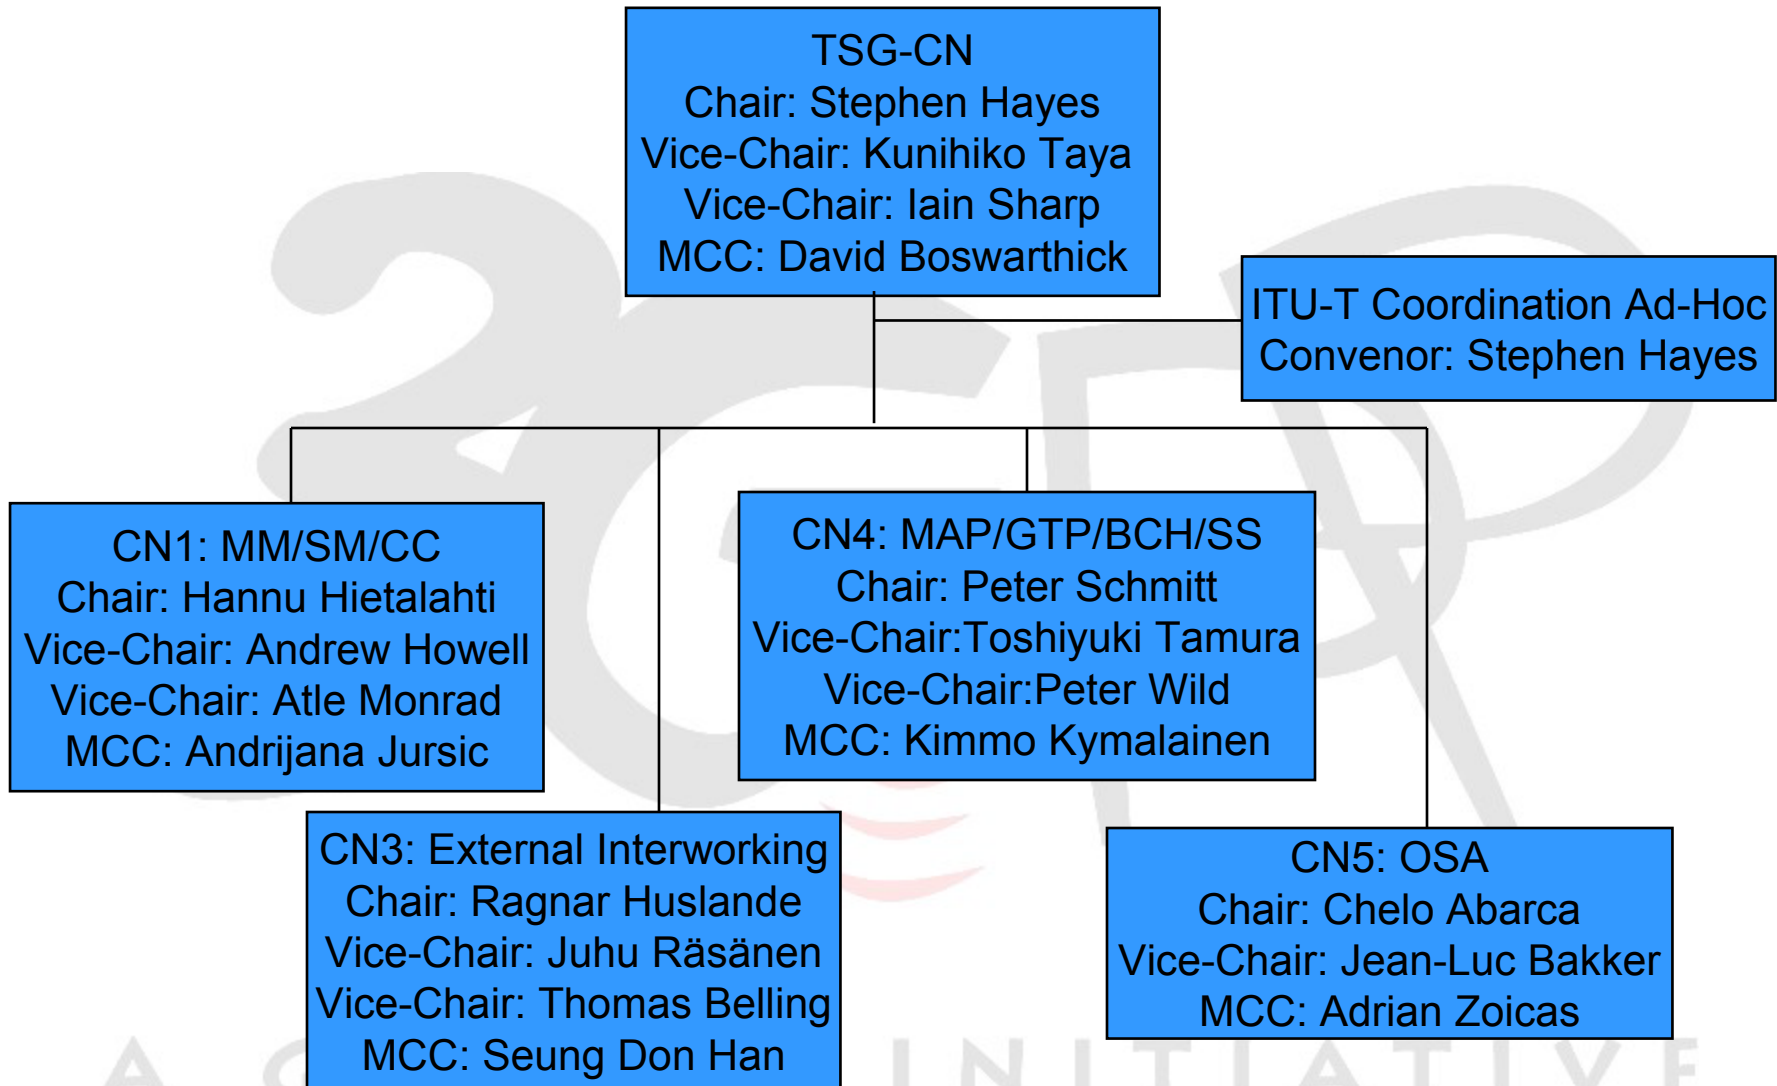 TSG-CN
Chair: Stephen Hayes
Vice-Chair: Kunihiko Taya
Vice-Chair: Iain Sharp
MCC: David Boswarthick
ITU-T Coordination Ad-Hoc
Convenor: Stephen Hayes
CN1: MM/SM/CC
Chair: Hannu Hietalahti
Vice-Chair: Andrew Howell
Vice-Chair: Atle Monrad
MCC: Andrijana Jursic
CN4: MAP/GTP/BCH/SS
Chair: Peter Schmitt
Vice-Chair:Toshiyuki Tamura
Vice-Chair:Peter Wild
MCC: Kimmo Kymalainen
CN3: External Interworking
Chair: Ragnar Huslande
Vice-Chair: Juhu Räsänen
Vice-Chair: Thomas Belling
MCC: Seung Don Han
CN5: OSA
Chair: Chelo Abarca
Vice-Chair: Jean-Luc Bakker
MCC: Adrian Zoicas
3GPP
A INITIATIVE